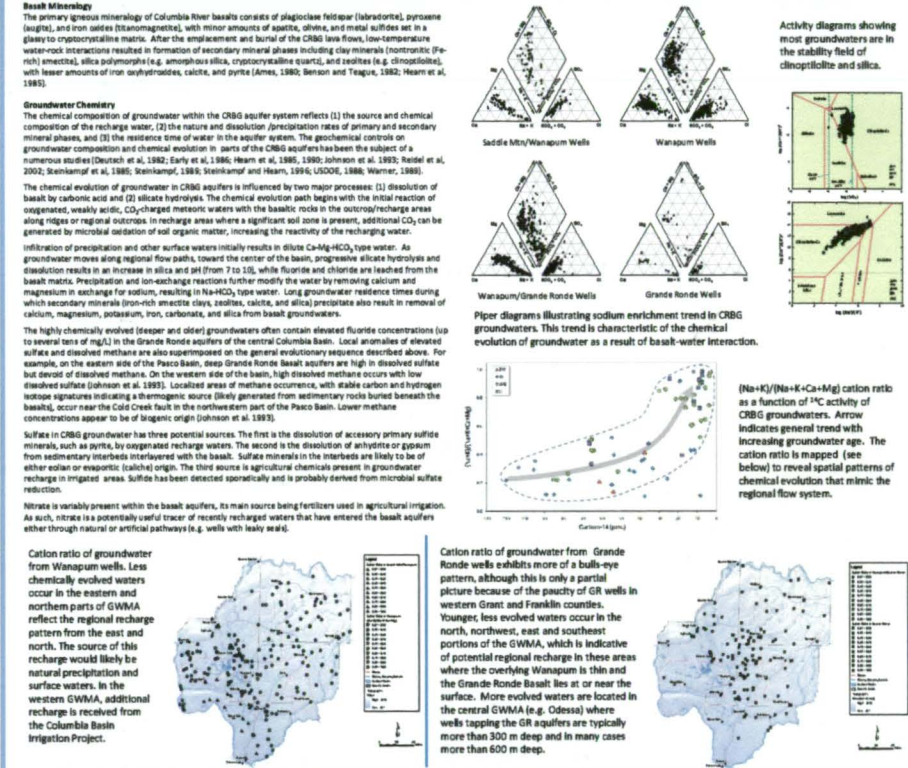 Basalt Mineralogy
The primary igneous mineralogy of Columbia River basalts consists of plagioclase feldspar (labradorite), pyroxene
(augite), and iron oxides (titanomagnetite), with minor amounts of apatite, olivine, and metal sulfides set in a
glassy to cryptocrystalline matrix. After the emplacement and burial of the CRBG lava flows, low-temperature
water-rock interactions resulted in formation of secondary mineral phases including clay minerals (nontronitic (Fe-
rich) smectite), silica polymorphs (e.g. amorphous silica, cryptocrystalline quartz), and zeolites (e.g. clinoptilolite),
with lesser amounts of iron oxyhydroxides, calcite, and pyrite (Ames, 1980; Benson and Teague, 1982; Hearn et al,
1985).
Groundwater Chemistry
The chemical composition of groundwater within the CRBG aquifer system reflects (1) the source and chemical
composition of the recharge water, (2) the nature and dissolution /precipitation rates of primary and secondary
mineral phases, and (3) the residence time of water in the aquifer system. The geochemical controls on
groundwater composition and chemical evolution in parts of the CRBG aquifers has been the subject of a
numerous studies (Deutsch et al, 1982; Early et al, 1986; Hearn et al, 1985, 1990; Johnson et al. 1993; Reidel et al,
2002; Steinkampf et al, 1985; Steinkampf, 1989; Steinkampf and Hearn, 1996; USDOE, 1988; Warner, 1989).
The chemical evolution of groundwater in CRBG aquifers is influenced by two major processes: (1) dissolution of
basalt by carbonic acid and (2) silicate hydrolysis. The chemical evolution path begins with the initial reaction of
oxygenated, weakly acidic, CO₂-charged meteoric waters with the basaltic rocks in the outcrop/recharge areas
along ridges or regional outcrops. In recharge areas where a significant soil zone is present, additional CO₂ can be
generated by microbial oxidation of soil organic matter, increasing the reactivity of the recharging water.
Infiltration of precipitation and other surface waters initially results in dilute Ca-Mg-HCO₃ type water. As
groundwater moves along regional flow paths, toward the center of the basin, progressive silicate hydrolysis and
dissolution results in an increase in silica and pH (from 7 to 10), while fluoride and chloride are leached from the
basalt matrix. Precipitation and ion-exchange reactions further modify the water by removing calcium and
magnesium in exchange for sodium, resulting in Na-HCO₃ type water. Long groundwater residence times during
which secondary minerals (iron-rich smectite clays, zeolites, calcite, and silica) precipitate also result in removal of
calcium, magnesium, potassium, iron, carbonate, and silica from basalt groundwaters.
The highly chemically evolved (deeper and older) groundwaters often contain elevated fluoride concentrations (up
to several tens of mg/L) in the Grande Ronde aquifers of the central Columbia Basin. Local anomalies of elevated
sulfate and dissolved methane are also superimposed on the general evolutionary sequence described above. For
example, on the eastern side of the Pasco Basin, deep Grande Ronde Basalt aquifers are high in dissolved sulfate
but devoid of dissolved methane. On the western side of the basin, high dissolved methane occurs with low
dissolved sulfate (Johnson et al. 1993). Localized areas of methane occurrence, with stable carbon and hydrogen
isotope signatures indicating a thermogenic source (likely generated from sedimentary rocks buried beneath the
basalts), occur near the Cold Creek fault in the northwestern part of the Pasco Basin. Lower methane
concentrations appear to be of biogenic origin (Johnson et al. 1993).
Sulfate in CRBG groundwater has three potential sources. The first is the dissolution of accessory primary sulfide
minerals, such as pyrite, by oxygenated recharge waters. The second is the dissolution of anhydrite or gypsum
from sedimentary interbeds interlayered with the basalt. Sulfate minerals in the interbeds are likely to be of
either eolian or evaporitic (caliche) origin. The third source is agricultural chemicals present in groundwater
recharge in irrigated areas. Sulfide has been detected sporadically and is probably derived from microbial sulfate
reduction.
Nitrate is variably present within the basalt aquifers, its main source being fertilizers used in agricultural irrigation.
As such, nitrate is a potentially useful tracer of recently recharged waters that have entered the basalt aquifers
either through natural or artificial pathways (e.g. wells with leaky seals).
Saddle Mtn/Wanapum Wells
Wanapum Wells
Wanapum/Grande Ronde Wells
Grande Ronde Wells
Piper diagrams illustrating sodium enrichment trend in CRBG
groundwaters. This trend is characteristic of the chemical
evolution of groundwater as a result of basalt-water interaction.
Activity diagrams showing
most groundwaters are in
the stability field of
clinoptilolite and silica.
Carbon-14 (pmc)
(Na+K)/(Na+K+Ca+Mg) cation ratio
as a function of ¹⁴C activity of
CRBG groundwaters. Arrow
indicates general trend with
increasing groundwater age. The
cation ratio is mapped (see
below) to reveal spatial patterns of
chemical evolution that mimic the
regional flow system.
Cation ratio of groundwater
from Wanapum wells. Less
chemically evolved waters
occur in the eastern and
northern parts of GWMA
reflect the regional recharge
pattern from the east and
north. The source of this
recharge would likely be
natural precipitation and
surface waters. In the
western GWMA, additional
recharge is received from
the Columbia Basin
Irrigation Project.
Cation ratio of groundwater from Grande
Ronde wells exhibits more of a bulls-eye
pattern, although this is only a partial
picture because of the paucity of GR wells in
western Grant and Franklin counties.
Younger, less evolved waters occur in the
north, northwest, east and southeast
portions of the GWMA, which is indicative
of potential regional recharge in these areas
where the overlying Wanapum is thin and
the Grande Ronde Basalt lies at or near the
surface. More evolved waters are located in
the central GWMA (e.g. Odessa) where
wells tapping the GR aquifers are typically
more than 300 m deep and in many cases
more than 600 m deep.